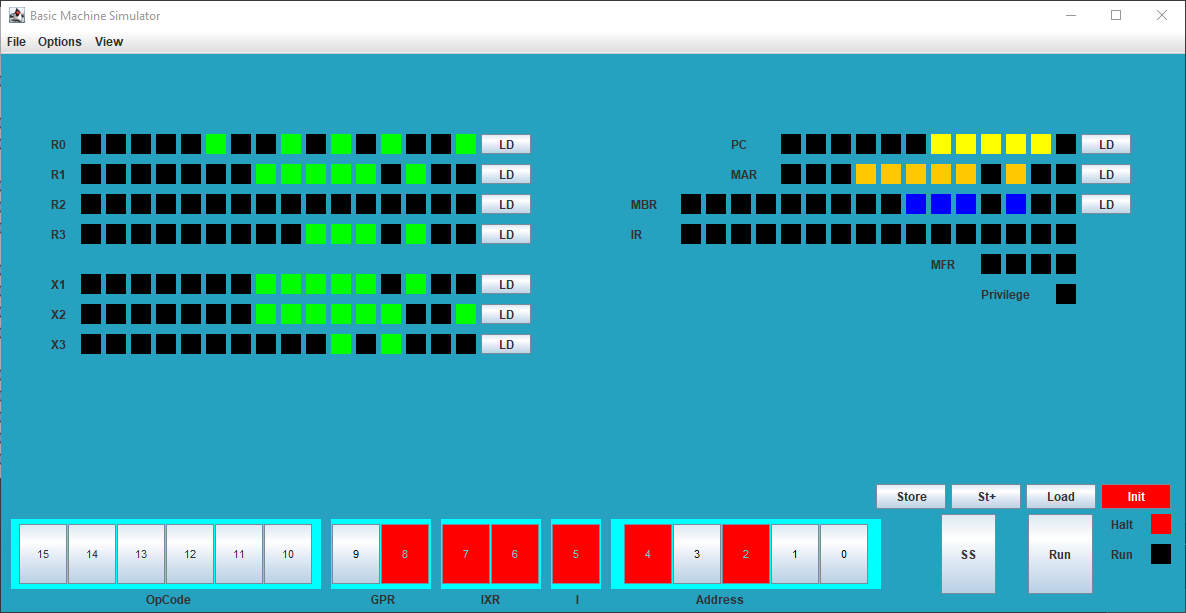 Basic Machine Simulator
File Options View
R0 LD PC LD
R1 LD MAR LD
R2 LD MBR LD
R3 LD IR
MFR
X1 LD Privilege
X2 LD
X3 LD
Store St+ Load Init
15 14 13 12 11 10 9 8 7 6 5 4 3 2 1 0 SS Run Halt
Run
OpCode GPR IXR I Address